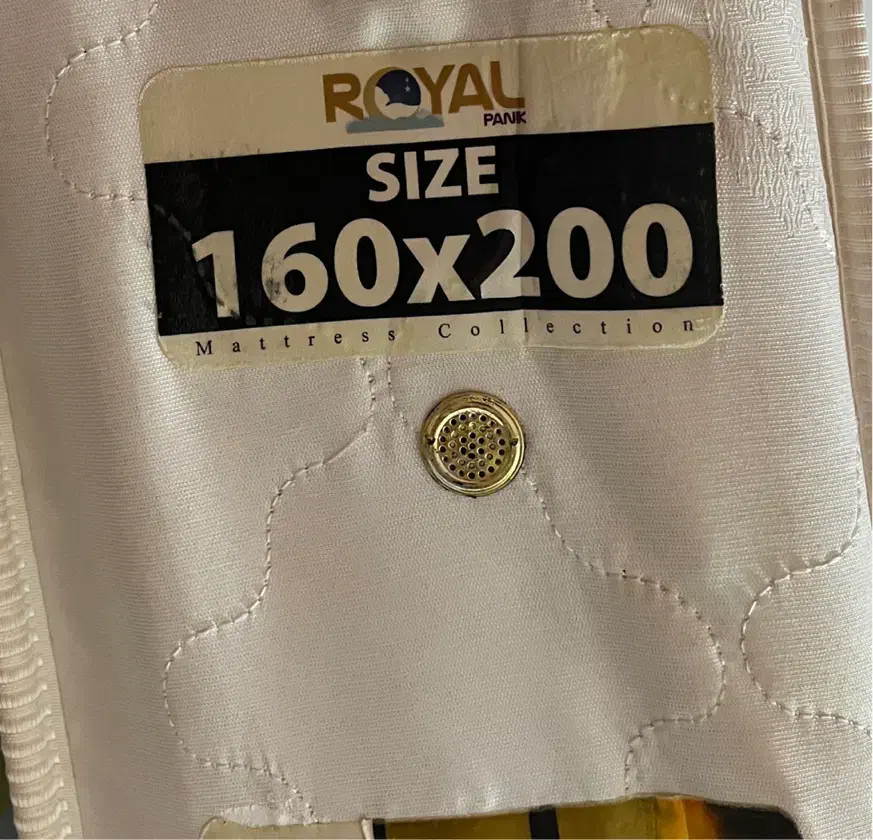 ROYAL
PANK
SIZE
160x200
Mattress Collection